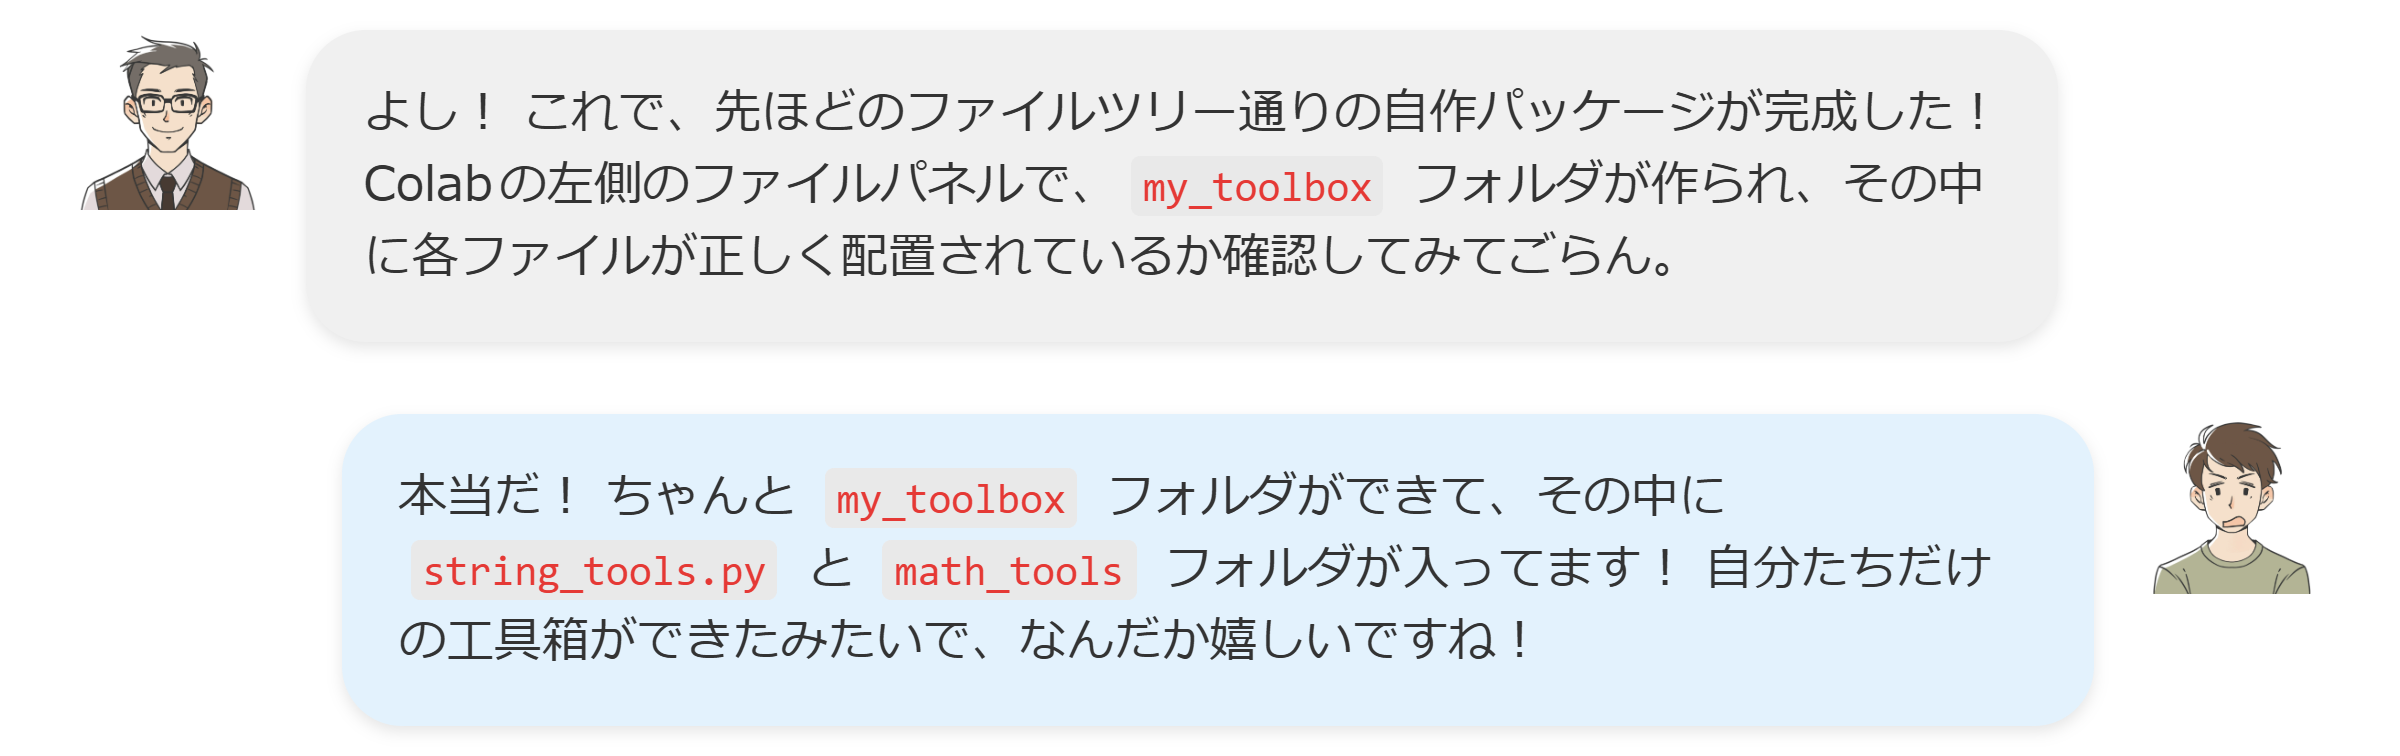 よし！ これで、先ほどのファイルツリー通りの自作パッケージが完成した！
Colabの左側のファイルパネルで、 my_toolbox フォルダが作られ、その中
に各ファイルが正しく配置されているか確認してみてごらん。
本当だ！ ちゃんと my_toolbox フォルダができて、その中に
string_tools.py と math_tools フォルダが入ってます！ 自分たちだけ
の工具箱ができたみたいで、なんだか嬉しいですね！